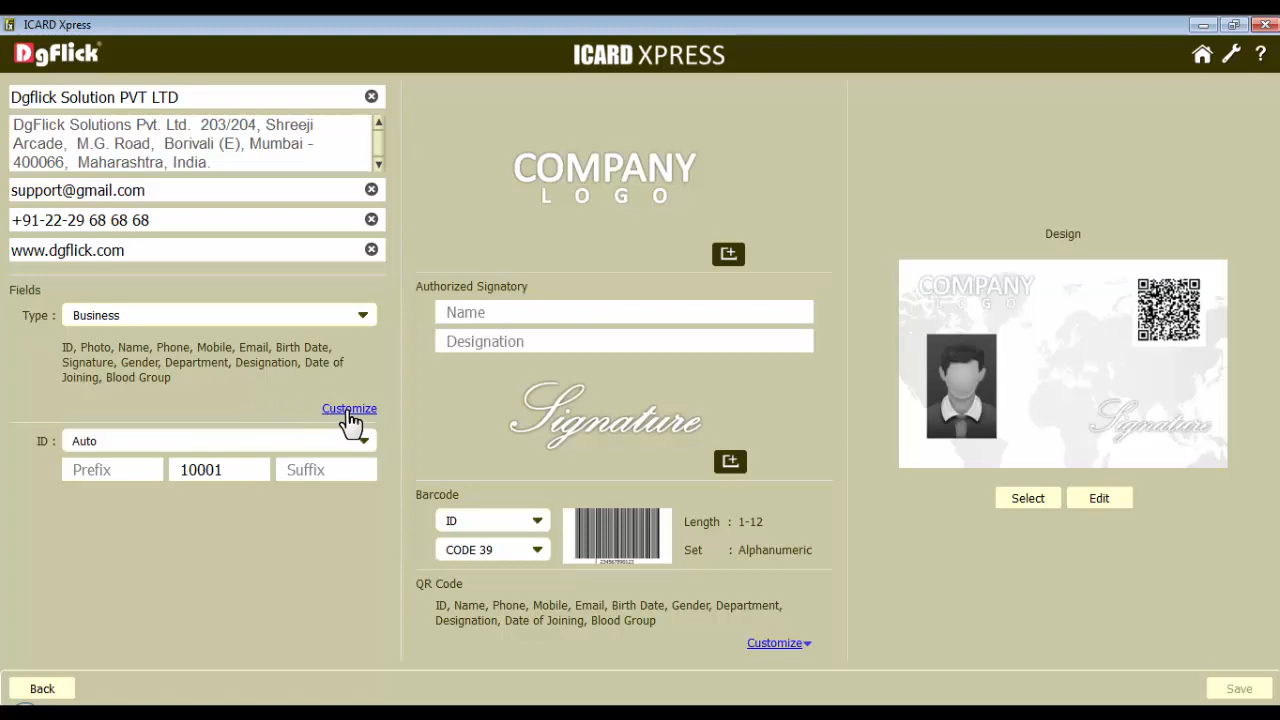 ICARD Xpress
DgFlick
ICARD XPRESS
?
Dgflick Solution PVT LTD
DgFlick Solutions Pvt. Ltd. 203/204, Shreeji
Arcade, M.G. Road, Borivali (E), Mumbai -
400066, Maharashtra, India.
support@gmail.com
+91-22-29 68 68 68
www.dgflick.com
Fields
Type : Business
ID, Photo, Name, Phone, Mobile, Email, Birth Date,
Signature, Gender, Department, Designation, Date of
Joining, Blood Group
Customize
ID : Auto
Prefix 10001 Suffix
COMPANY
LOGO
Authorized Signatory
Name
Designation
Signature
Barcode
ID
CODE 39
234567890123
Length : 1-12
Set : Alphanumeric
QR Code
ID, Name, Phone, Mobile, Email, Birth Date, Gender, Department,
Designation, Date of Joining, Blood Group
Customize
Design
COMPANY
LOGO
Signature
Select Edit
Back
Save